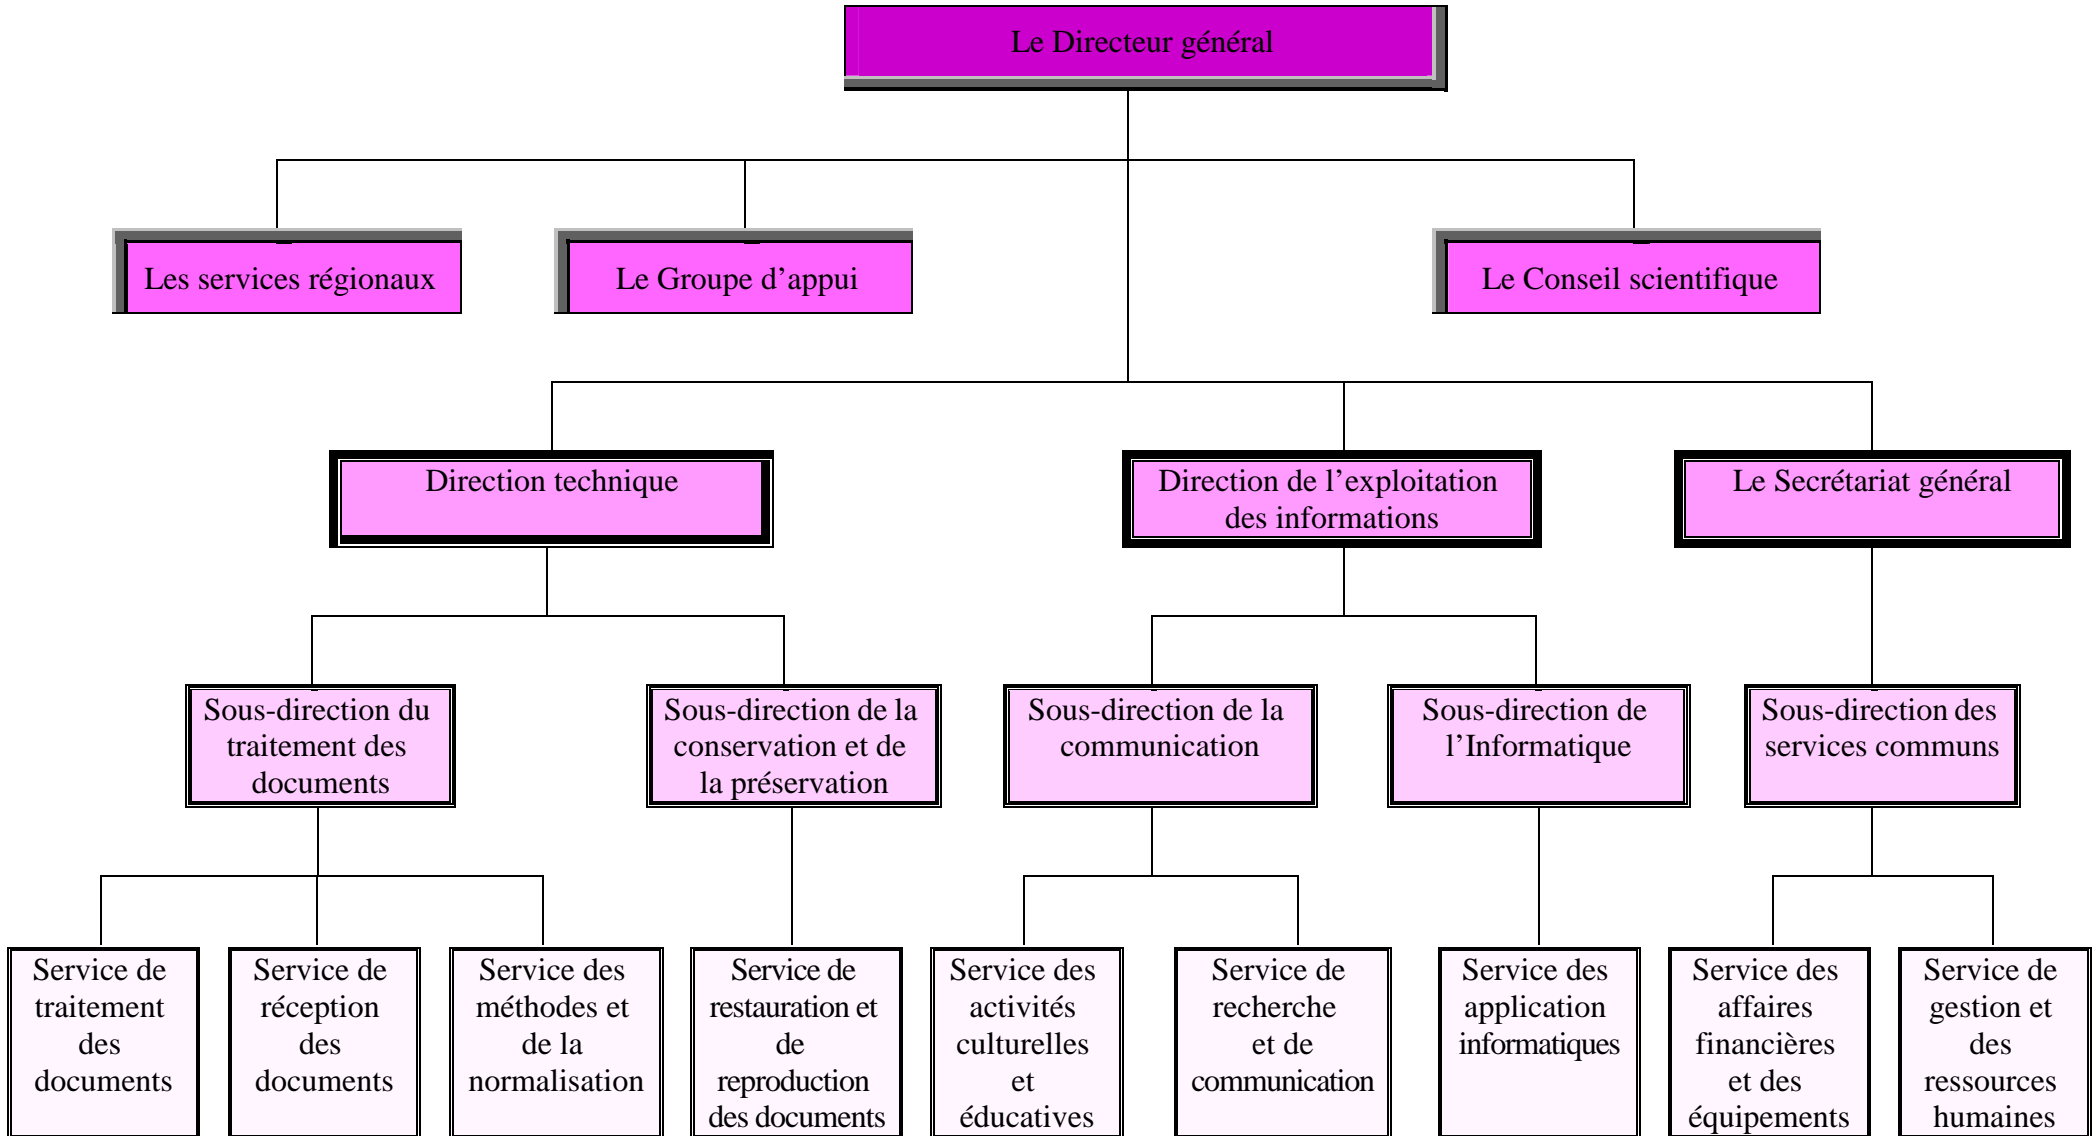 Le Directeur général
Les services régionaux
Le Groupe d’appui
Le Conseil scientifique
Direction technique
Direction de l’exploitation
des informations
Le Secrétariat général
Sous-direction du
traitement des
documents
Sous-direction de la
conservation et de
la préservation
Sous-direction de la
communication
Sous-direction de
l’Informatique
Sous-direction des
services communs
Service de
traitement
des
documents
Service de
réception
des
documents
Service des
méthodes et
de la
normalisation
Service de
restauration et
de
reproduction
des documents
Service des
activités
culturelles
et
éducatives
Service de
recherche
et de
communication
Service des
application
informatiques
Service des
affaires
financières
et des
équipements
Service de
gestion et
des
ressources
humaines